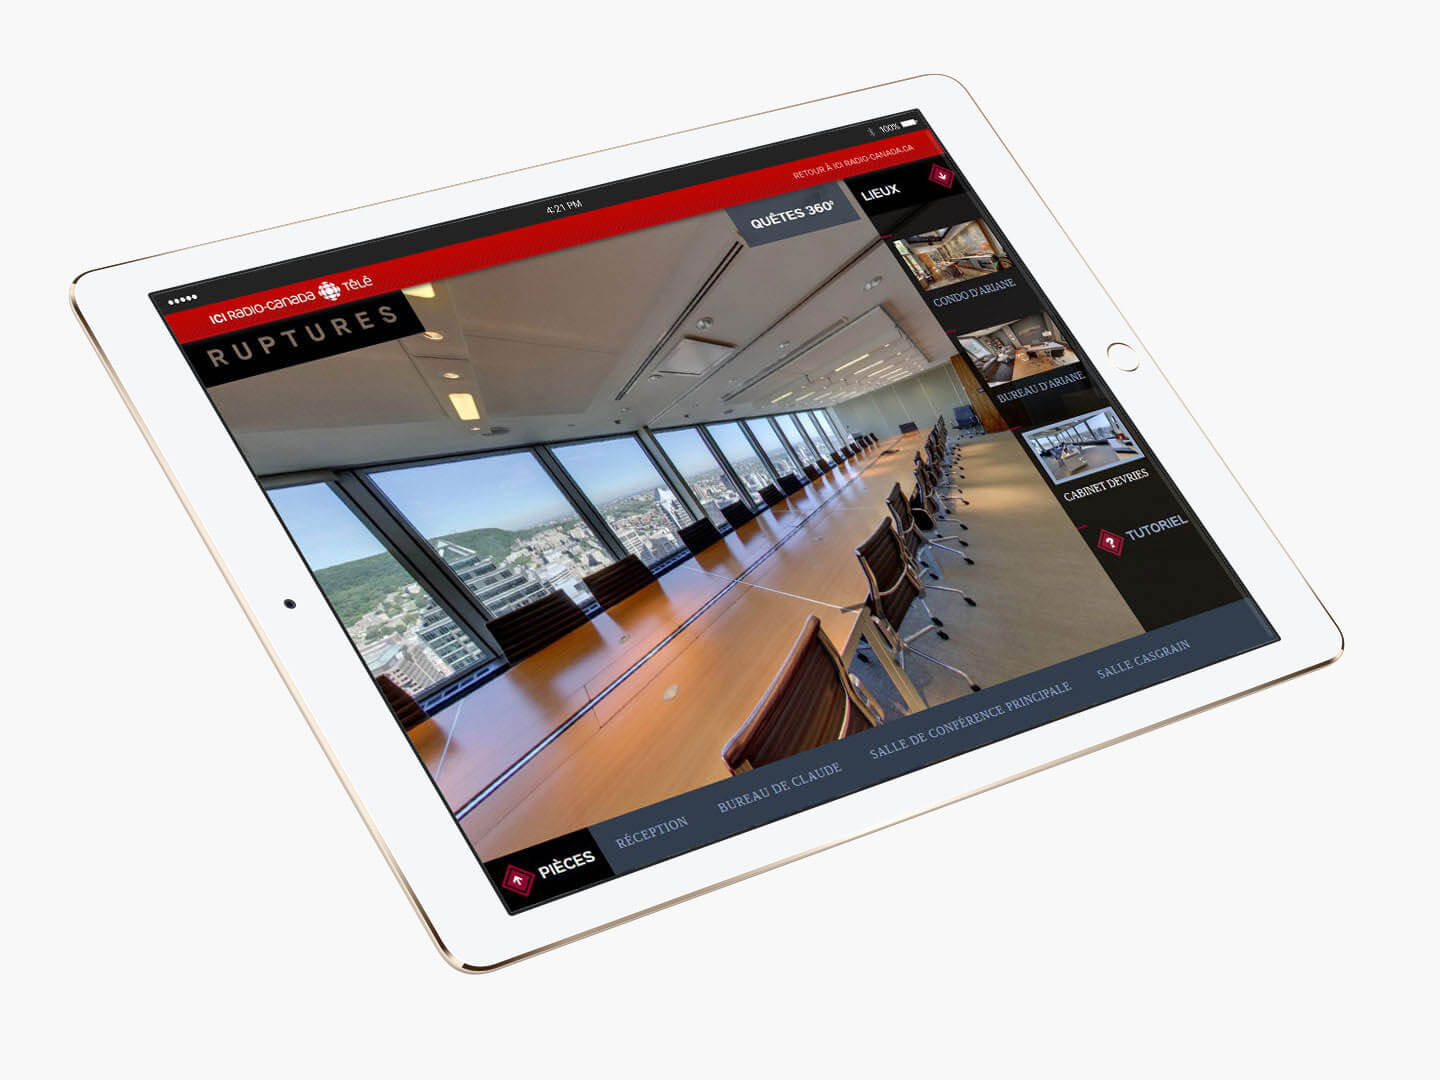 4:21 PM
100%
ICI RADIO-CANADA TÉLÉ
RETOUR À ICI RADIO-CANADA.CA
RUPTURES
QUÊTES 360°
LIEUX
CONDO D'ARIANE
BUREAU D'ARIANE
CABINET DEVRIES
? TUTORIEL
PIÈCES
RÉCEPTION
BUREAU DE CLAUDE
SALLE DE CONFÉRENCE PRINCIPALE
SALLE CASGRAIN